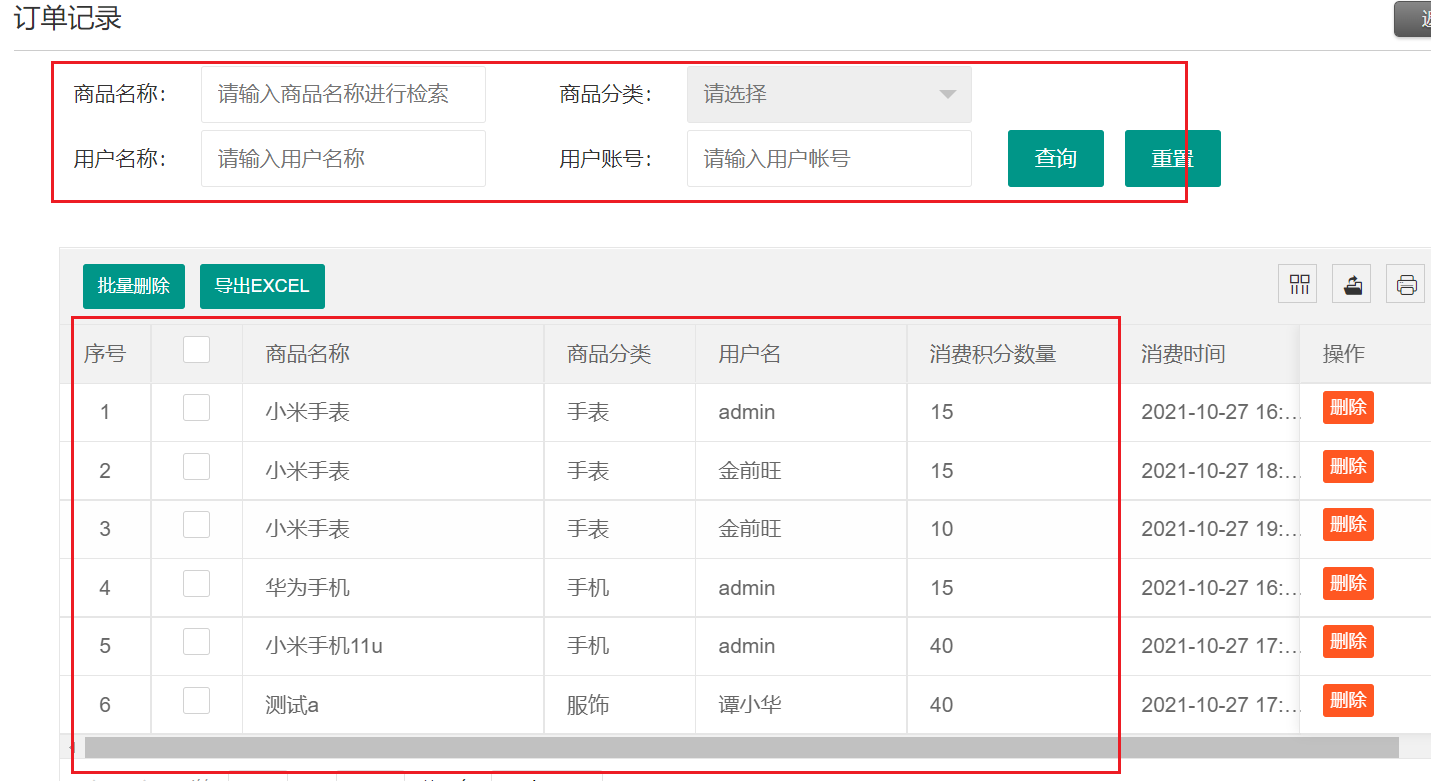 订单记录
商品名称： 请输入商品名称进行检索 商品分类： 请选择
用户名称： 请输入用户名称 用户账号： 请输入用户帐号 查询 重置
批量删除 导出EXCEL
序号 商品名称 商品分类 用户名 消费积分数量 消费时间 操作
1 小米手表 手表 admin 15 2021-10-27 16:... 删除
2 小米手表 手表 金前旺 15 2021-10-27 18:... 删除
3 小米手表 手表 金前旺 10 2021-10-27 19:... 删除
4 华为手机 手机 admin 15 2021-10-27 16:... 删除
5 小米手机11u 手机 admin 40 2021-10-27 17:... 删除
6 测试a 服饰 谭小华 40 2021-10-27 17:... 删除